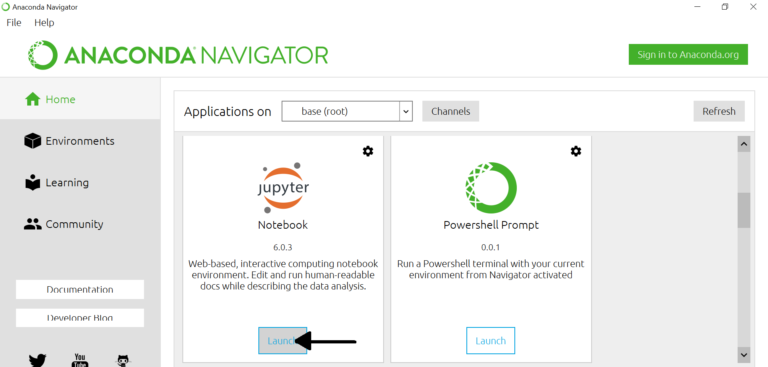 Anaconda Navigator
File Help
ANACONDA NAVIGATOR
Sign in to Anaconda.org
Home
Environments
Learning
Community
Documentation
Developer Blog
You
Tube
Applications on base (root) Channels Refresh
jupyter
Notebook
6.0.3
Web-based, interactive computing notebook
environment. Edit and run human-readable
docs while describing the data analysis.
Launch
Powershell Prompt
0.0.1
Run a Powershell terminal with your current
environment from Navigator activated
Launch